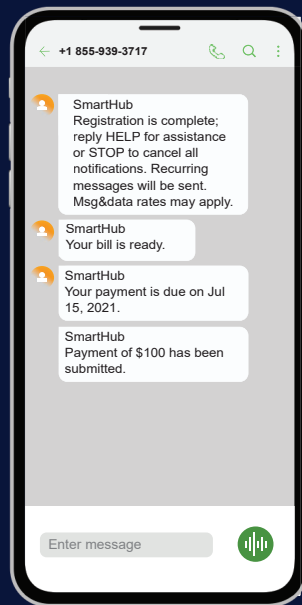 +1 855-939-3717
SmartHub
Registration is complete;
reply HELP for assistance
or STOP to cancel all
notifications. Recurring
messages will be sent.
Msg&data rates may apply.
SmartHub
Your bill is ready.
SmartHub
Your payment is due on Jul
15, 2021.
SmartHub
Payment of $100 has been
submitted.
Enter message